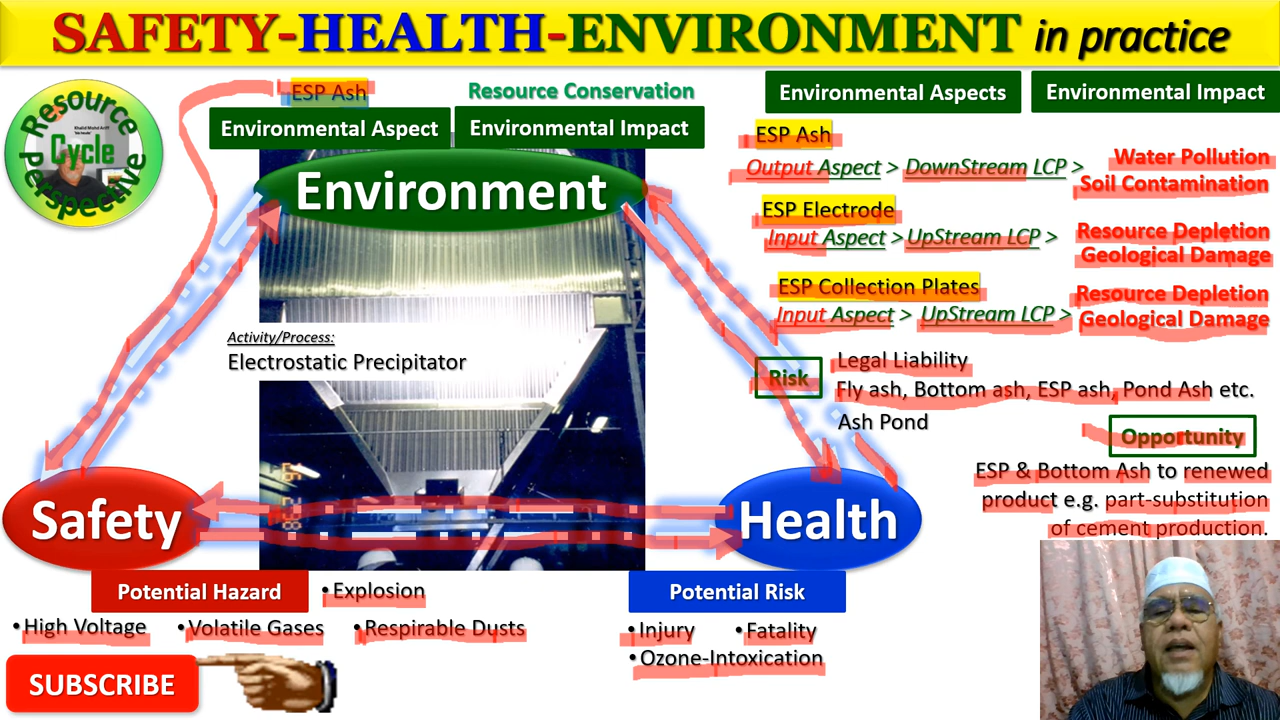 SAFETY-HEALTH-ENVIRONMENT in practice
Resource
Cycle
Perspective
Khalid Mohd Ariff
ESP Ash
Resource Conservation
Environmental Aspect
Environmental Impact
Environment
Activity/Process:
Electrostatic Precipitator
Safety
Health
Potential Hazard
•Explosion
•High Voltage •Volatile Gases •Respirable Dusts
Potential Risk
•Injury •Fatality
•Ozone-Intoxication
SUBSCRIBE
Environmental Aspects
Environmental Impact
ESP Ash
Output Aspect > DownStream LCP >
Water Pollution
Soil Contamination
ESP Electrode
Input Aspect >UpStream LCP >
Resource Depletion
Geological Damage
ESP Collection Plates
Input Aspect > UpStream LCP >
Resource Depletion
Geological Damage
Risk
Legal Liability
Fly ash, Bottom ash, ESP ash, Pond Ash etc.
Ash Pond
Opportunity
ESP & Bottom Ash to renewed
product e.g. part-substitution
of cement production.